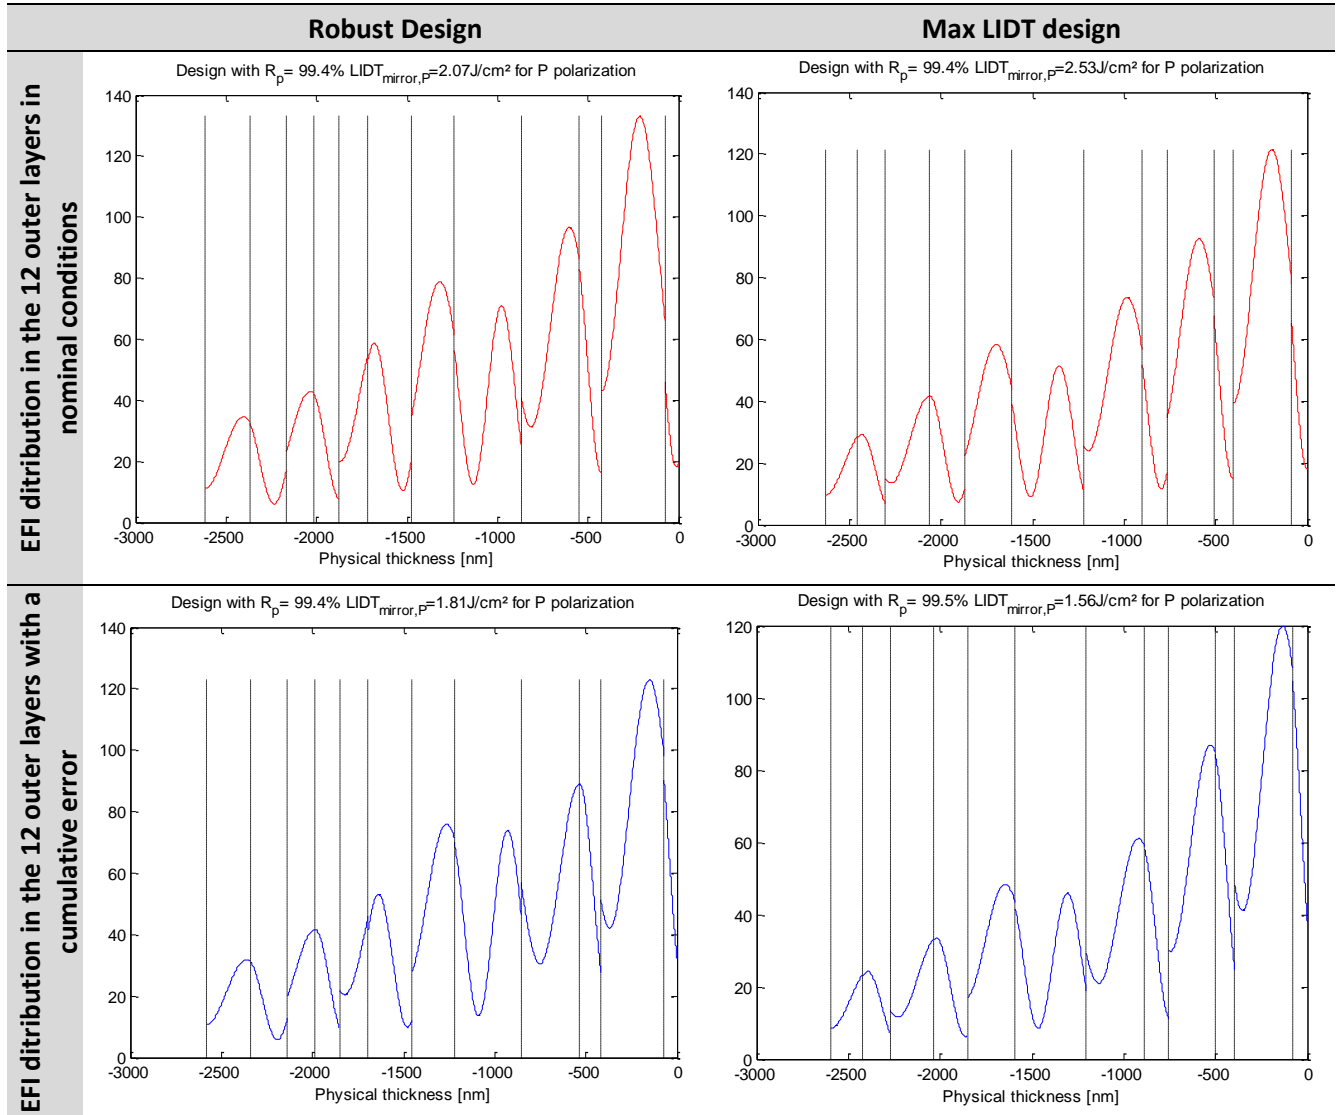 Robust Design
Max LIDT design
EFI ditribution in the 12 outer layers in
nominal conditions
Design with Rp= 99.4% LIDTmirror,P=2.07J/cm² for P polarization
140
120
100
80
60
40
20
0
-3000 -2500 -2000 -1500 -1000 -500 0
Physical thickness [nm]
Design with Rp= 99.4% LIDTmirror,P=2.53J/cm² for P polarization
140
120
100
80
60
40
20
0
-3000 -2500 -2000 -1500 -1000 -500 0
Physical thickness [nm]
EFI ditribution in the 12 outer layers with a
cumulative error
Design with Rp= 99.4% LIDTmirror,P=1.81J/cm² for P polarization
140
120
100
80
60
40
20
0
-3000 -2500 -2000 -1500 -1000 -500 0
Physical thickness [nm]
Design with Rp= 99.5% LIDTmirror,P=1.56J/cm² for P polarization
120
100
80
60
40
20
0
-3000 -2500 -2000 -1500 -1000 -500 0
Physical thickness [nm]